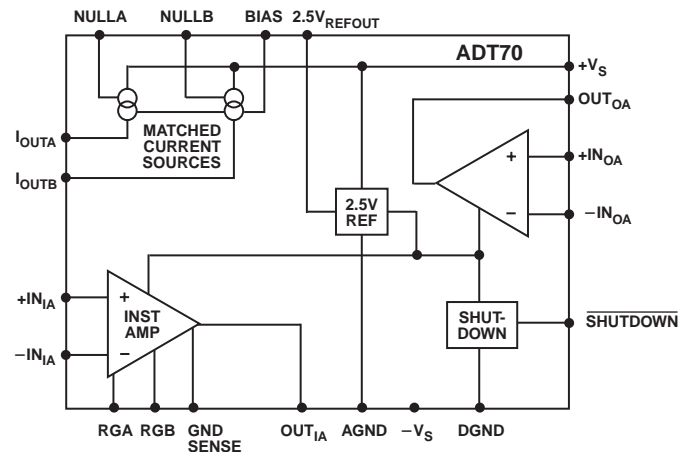 NULLA NULLB BIAS 2.5VREFOUT
ADT70
+VS
OUTOA
MATCHED
CURRENT
SOURCES
IOUTA
IOUTB
+
+INOA
−
−INOA
2.5V
REF
+INIA
+
INST
AMP
−INIA
−
SHUT-
DOWN
SHUTDOWN
RGA RGB GND
SENSE
OUTIA AGND −VS DGND